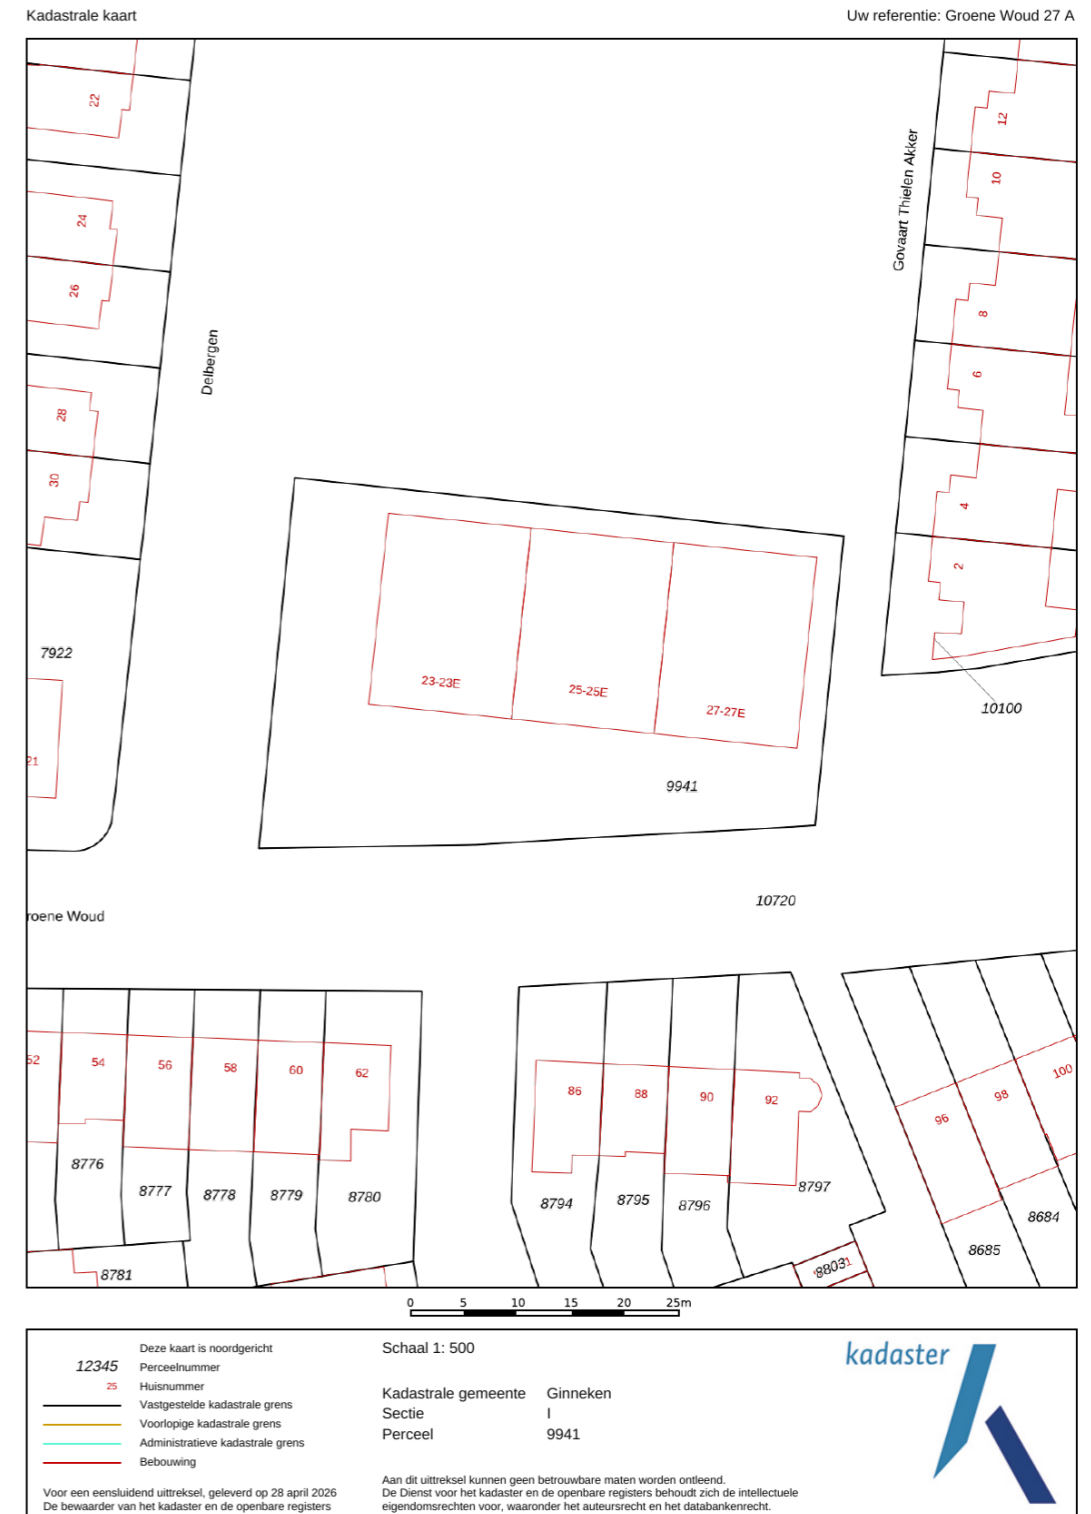 Kadastrale kaart
Uw referentie: Groene Woud 27 A
22
24
26
28
30
Delbergen
Govaart Thielen Akker
12
10
8
6
4
2
10100
7922
21
23-23E
25-25E
27-27E
9941
10720
roene Woud
52
54
56
58
60
62
8776
8777
8778
8779
8780
8781
86
88
90
92
8794
8795
8796
8797
8803
1
96
98
100
8685
8684
0 5 10 15 20 25m
Deze kaart is noordgericht
12345 Perceelnummer
25 Huisnummer
Vastgestelde kadastrale grens
Voorlopige kadastrale grens
Administratieve kadastrale grens
Bebouwing
Voor een eensluidend uittreksel, geleverd op 28 april 2026
De bewaarder van het kadaster en de openbare registers
Schaal 1: 500
Kadastrale gemeente Ginneken
Sectie I
Perceel 9941
Aan dit uittreksel kunnen geen betrouwbare maten worden ontleend.
De Dienst voor het kadaster en de openbare registers behoudt zich de intellectuele
eigendomsrechten voor, waaronder het auteursrecht en het databankenrecht.
kadaster